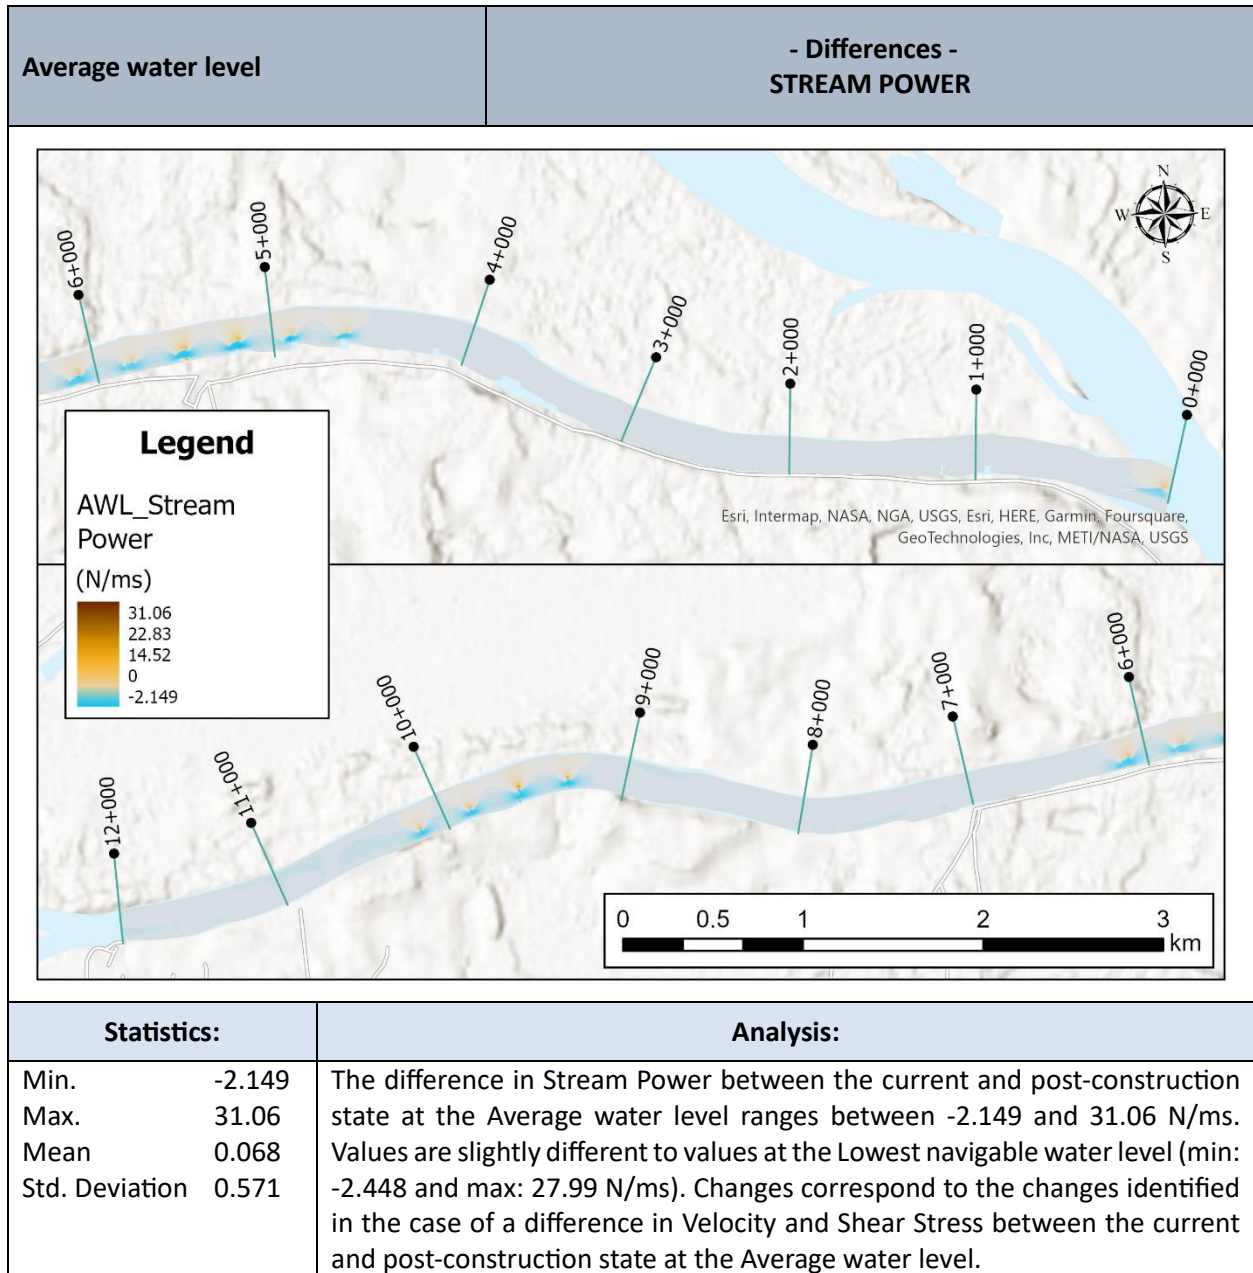 Average water level
- Differences -
STREAM POWER
N
W E
S
6+000
5+000
4+000
3+000
2+000
1+000
0+000
Esri, Intermap, NASA, NGA, USGS, Esri, HERE, Garmin, Foursquare,
GeoTechnologies, Inc, METI/NASA, USGS
Legend
AWL_Stream
Power
(N/ms)
31.06
22.83
14.52
0
-2.149
12+000
11+000
10+000
9+000
8+000
7+000
6+000
0 0.5 1 2 3
km
Statistics:
Min. -2.149
Max. 31.06
Mean 0.068
Std. Deviation 0.571
Analysis:
The difference in Stream Power between the current and post-construction
state at the Average water level ranges between -2.149 and 31.06 N/ms.
Values are slightly different to values at the Lowest navigable water level (min:
-2.448 and max: 27.99 N/ms). Changes correspond to the changes identified
in the case of a difference in Velocity and Shear Stress between the current
and post-construction state at the Average water level.